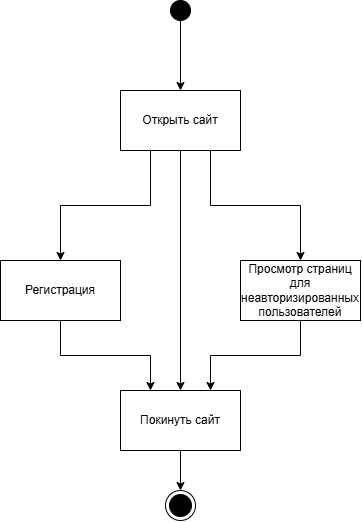 Открыть сайт
Регистрация
Просмотр страниц
для
неавторизированных
пользователей
Покинуть сайт